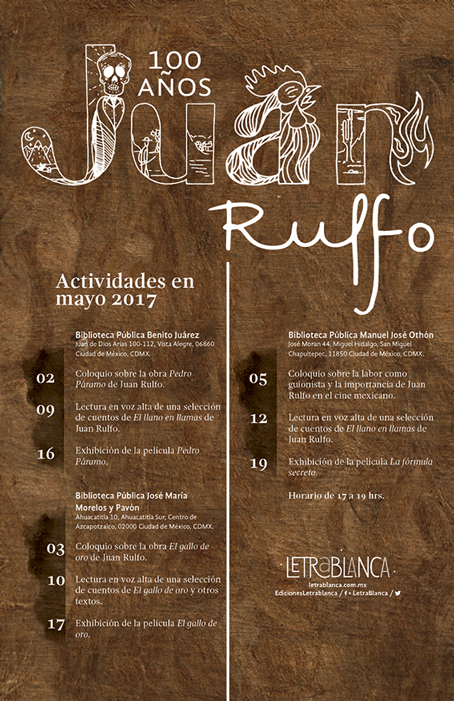 100
AÑOS
Juan
Rulfo
Actividades en
mayo 2017
Biblioteca Pública Benito Juárez
Juan de Dios Arias 100-112, Vista Alegre, 06860
Ciudad de México, CDMX.
02 Coloquio sobre la obra Pedro
Páramo de Juan Rulfo.
09 Lectura en voz alta de una selección
de cuentos de El llano en llamas de
Juan Rulfo.
16 Exhibición de la película Pedro
Páramo.
Biblioteca Pública José María
Morelos y Pavón
Ahuacatitla 10, Ahuacatitla Sur, Centro de
Azcapotzalco, 02000 Ciudad de México, CDMX.
03 Coloquio sobre la obra El gallo de
oro de Juan Rulfo.
10 Lectura en voz alta de una selección
de cuentos de El gallo de oro y otros
textos.
17 Exhibición de la película El gallo de
oro.
Biblioteca Pública Manuel José Othón
José Moran 44, Miguel Hidalgo, San Miguel
Chapultepec, 11850 Ciudad de México, CDMX.
05 Coloquio sobre la labor como
guionista y la importancia de Juan
Rulfo en el cine mexicano.
12 Lectura en voz alta de una selección
de cuentos de El llano en llamas de
Juan Rulfo.
19 Exhibición de la película La fórmula
secreta.
Horario de 17 a 19 hrs.
LETRABLANCA
letrablanca.com.mx
EdicionesLetrablanca / f • LetraBlanca /